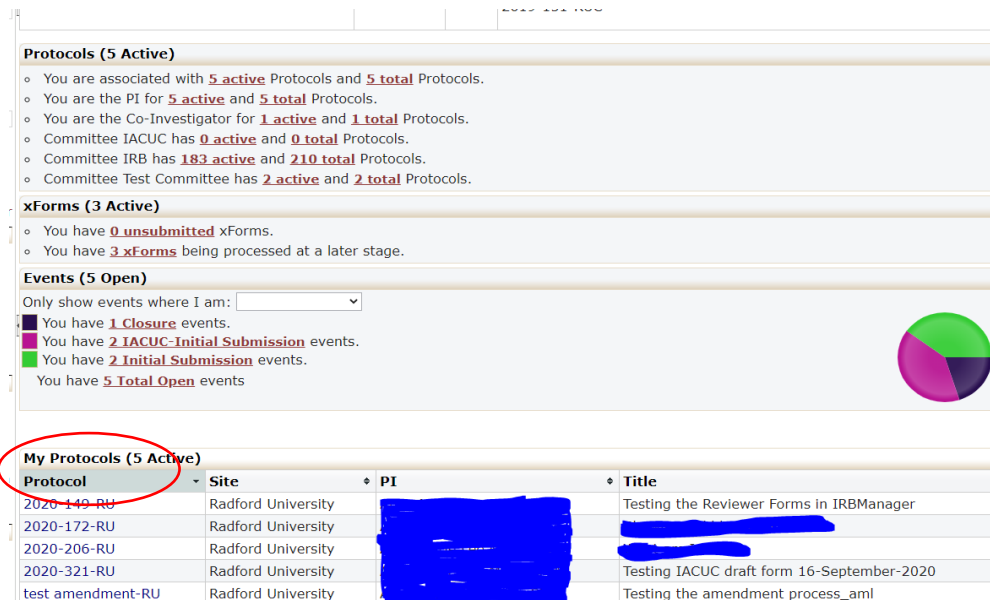 Protocols (5 Active)
You are associated with 5 active Protocols and 5 total Protocols.
You are the PI for 5 active and 5 total Protocols.
You are the Co-Investigator for 1 active and 1 total Protocols.
Committee IACUC has 0 active and 0 total Protocols.
Committee IRB has 183 active and 210 total Protocols.
Committee Test Committee has 2 active and 2 total Protocols.
xForms (3 Active)
You have 0 unsubmitted xForms.
You have 3 xForms being processed at a later stage.
Events (5 Open)
Only show events where I am:
You have 1 Closure events.
You have 2 IACUC-Initial Submission events.
You have 2 Initial Submission events.
You have 5 Total Open events
My Protocols (5 Active)
Protocol Site PI Title
2020-149-RU Radford University Testing the Reviewer Forms in IRBManager
2020-172-RU Radford University
2020-206-RU Radford University
2020-321-RU Radford University Testing IACUC draft form 16-September-2020
test amendment-RU Radford University Testing the amendment process_aml